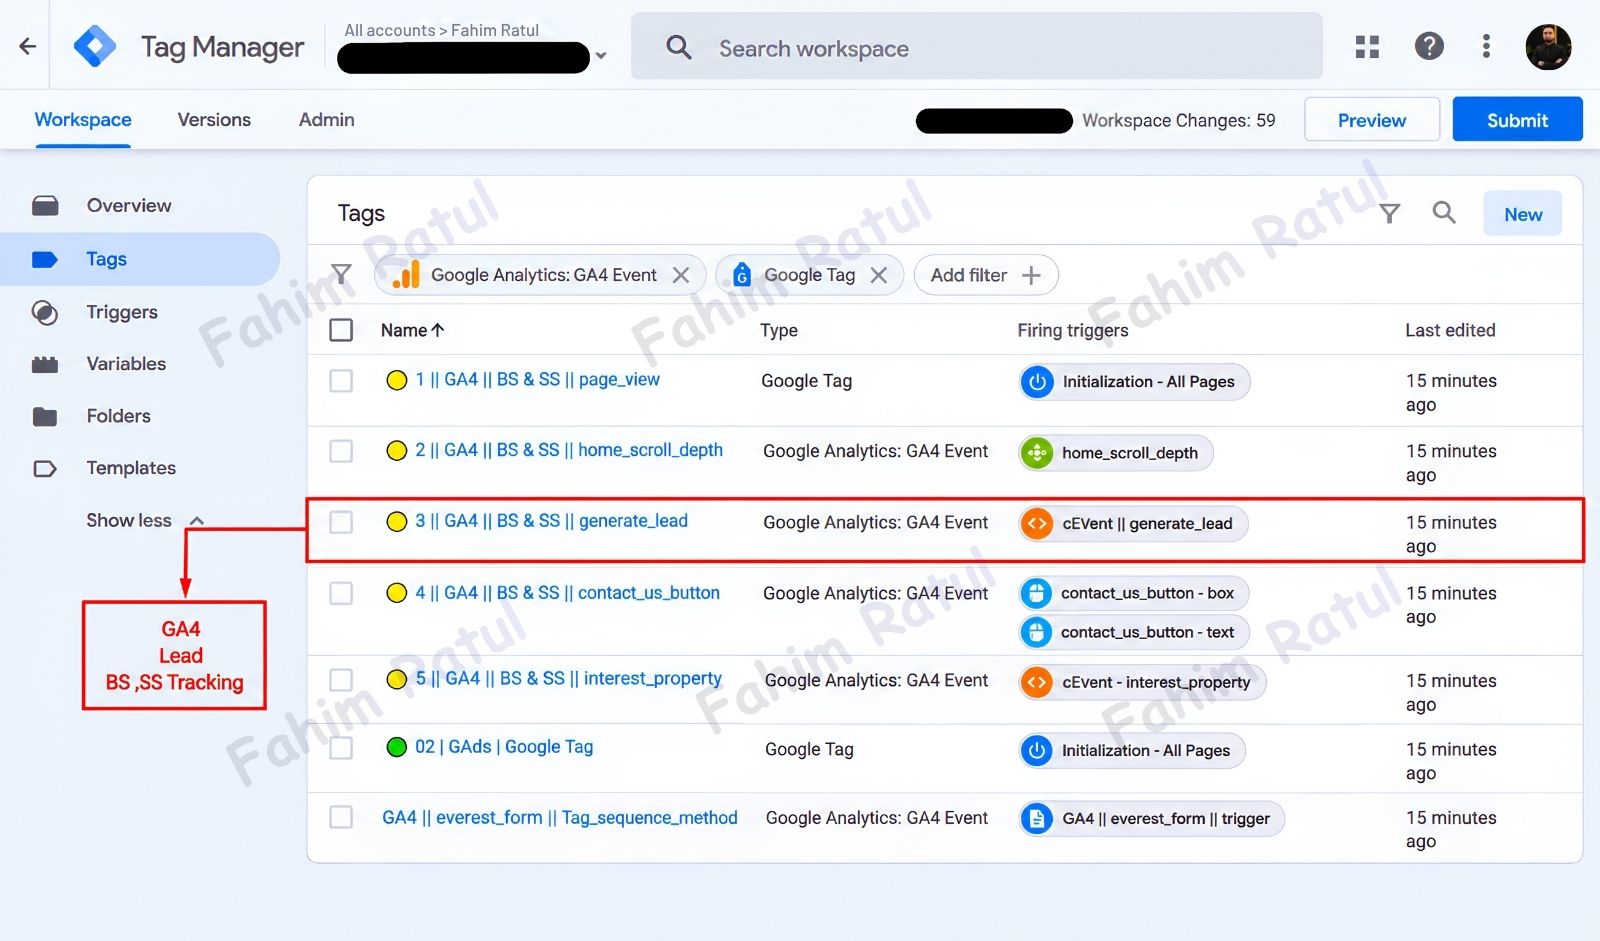 All accounts > Fahim Ratul
Tag Manager
Search workspace
Workspace
Versions
Admin
Workspace Changes: 59
Preview
Submit
Overview
Tags
Triggers
Variables
Folders
Templates
Show less
Tags
New
Google Analytics: GA4 Event
Google Tag
Add filter
Name
Type
Firing triggers
Last edited
1 || GA4 || BS & SS || page_view
Google Tag
Initialization - All Pages
15 minutes
ago
2 || GA4 || BS & SS || home_scroll_depth
Google Analytics: GA4 Event
home_scroll_depth
15 minutes
ago
3 || GA4 || BS & SS || generate_lead
Google Analytics: GA4 Event
cEVent || generate_lead
15 minutes
ago
4 || GA4 || BS & SS || contact_us_button
Google Analytics: GA4 Event
contact_us_button - box
contact_us_button - text
15 minutes
ago
5 || GA4 || BS & SS || interest_property
Google Analytics: GA4 Event
cEvent - interest_property
15 minutes
ago
02 | GAds | Google Tag
Google Tag
Initialization - All Pages
15 minutes
ago
GA4 || everest_form || Tag_sequence_method
Google Analytics: GA4 Event
GA4 || everest_form || trigger
15 minutes
ago
GA4
Lead
BS ,SS Tracking
Fahim Ratul
Fahim Ratul
Fahim Ratul
Fahim Ratul
Fahim Ratul
Fahim Ratul